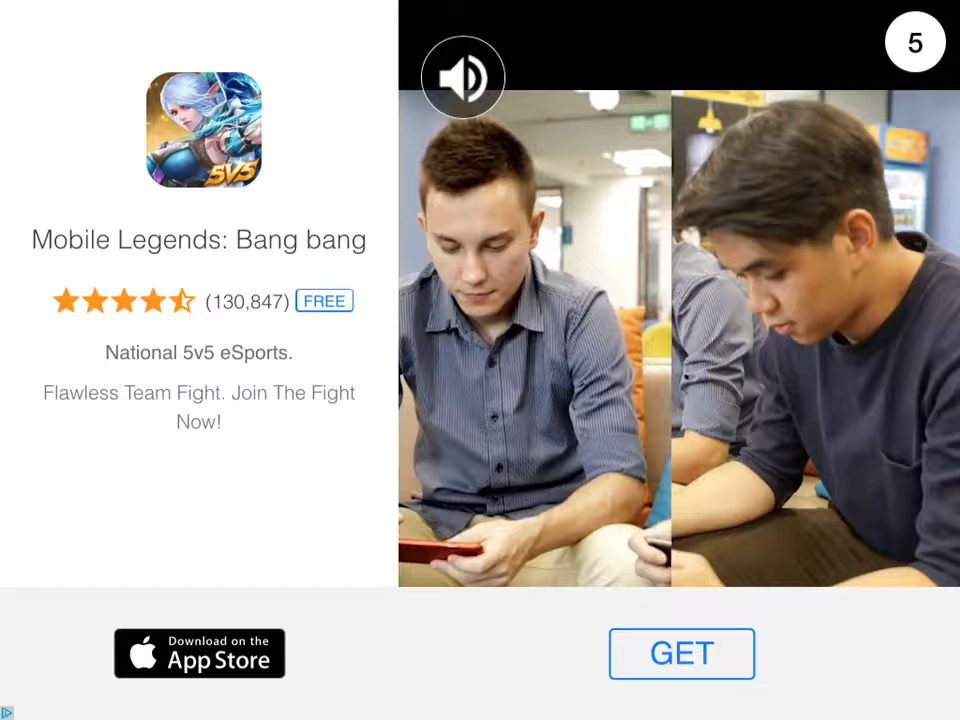 5
5V5
Mobile Legends: Bang bang
(130,847) FREE
National 5v5 eSports.
Flawless Team Fight. Join The Fight
Now!
Download on the
App Store
GET